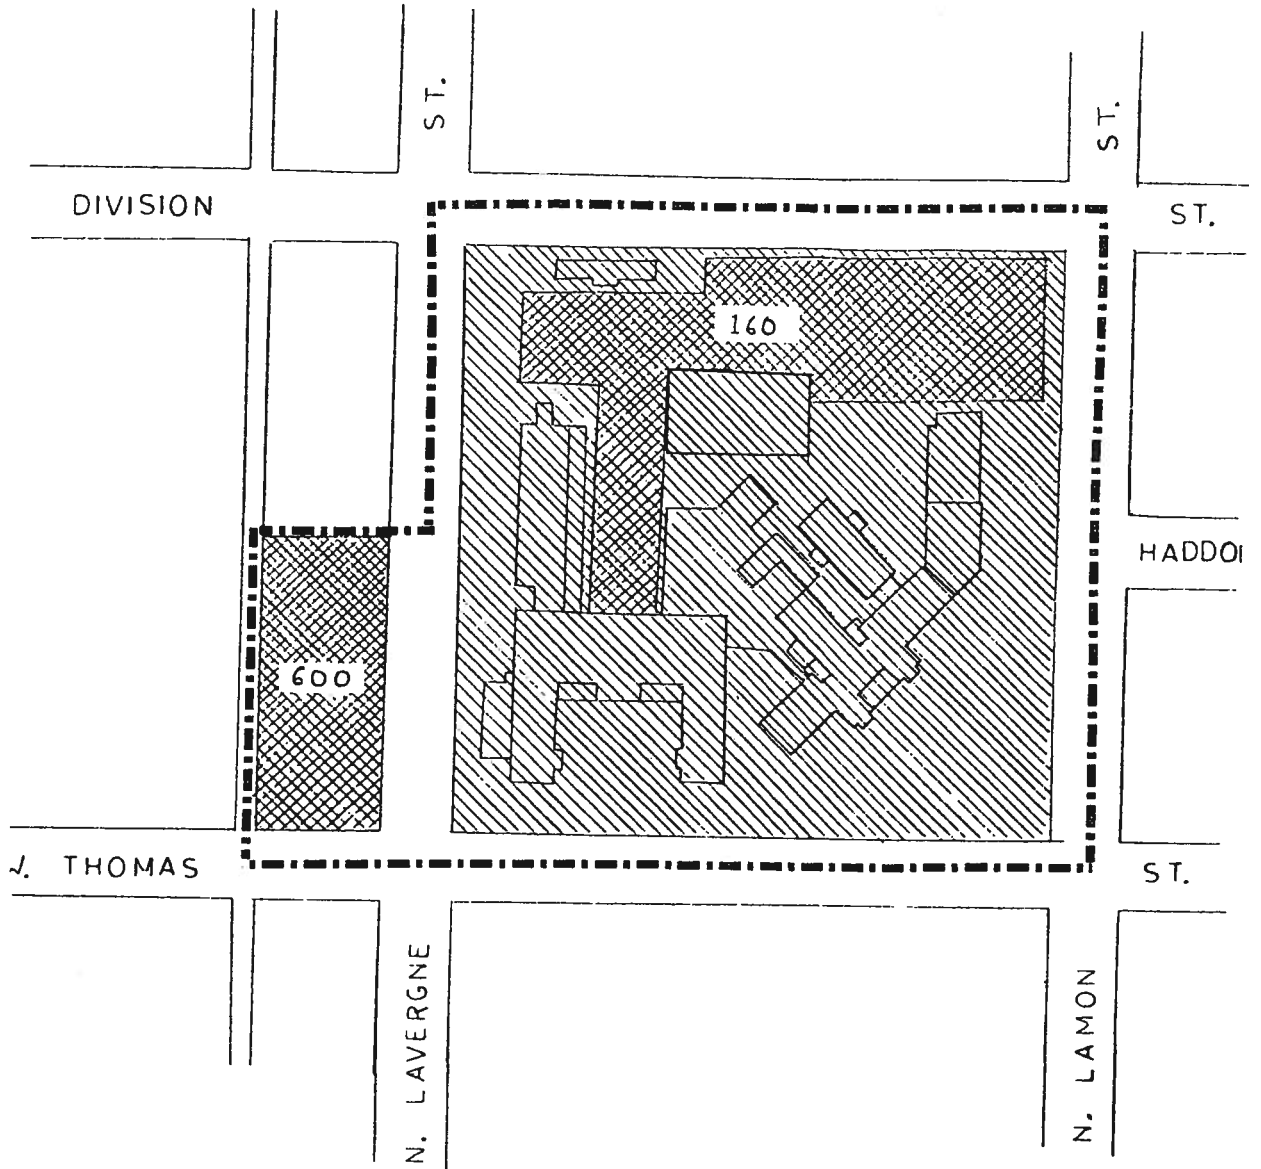 ST.
ST.
DIVISION
ST.
160
HADDO
600
W. THOMAS
ST.
N. LAVERGNE
N. LAMON